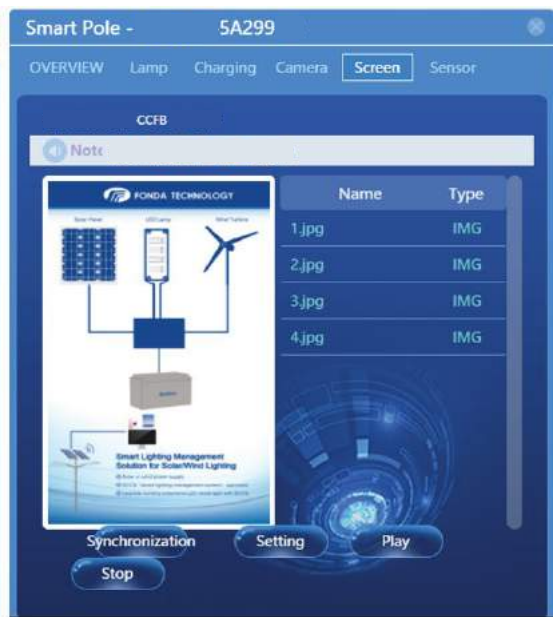 Smart Pole - 5A299
OVERVIEW Lamp Charging Camera Screen Sensor
CCFB
Note
FONDA TECHNOLOGY
Solar Panel LED Lamp Wind Turbine
Smart Lighting Management
Solution for Solar/Wind Lighting
Name Type
1.jpg IMG
2.jpg IMG
3.jpg IMG
4.jpg IMG
Synchronization Setting Play
Stop